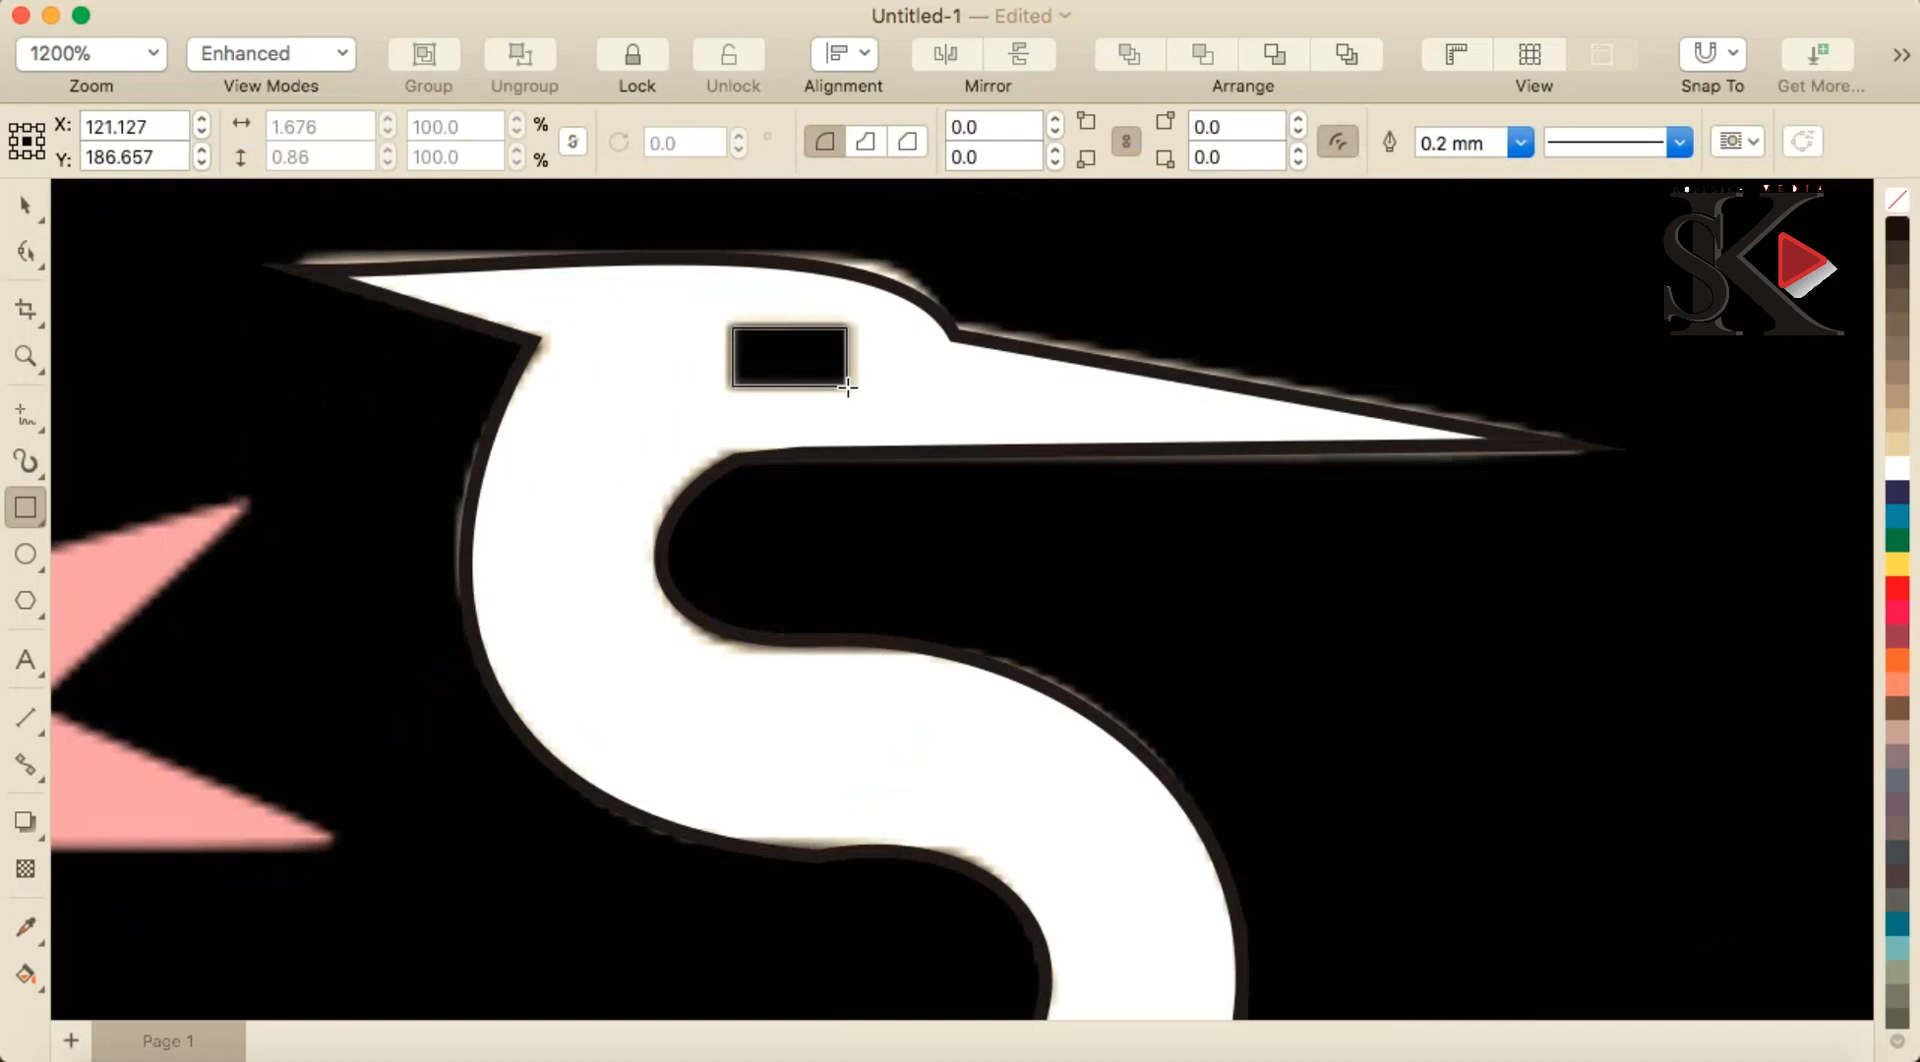 Untitled-1 — Edited
1200%
Enhanced
Zoom
View Modes
Group
Ungroup
Lock
Unlock
Alignment
Mirror
Arrange
View
Snap To
Get More...
X: 121.127
1.676
100.0 %
0.0 °
0.0
0.0
0.2 mm
Y: 186.657
0.86
100.0 %
0.0
0.0
SK
A
Page 1